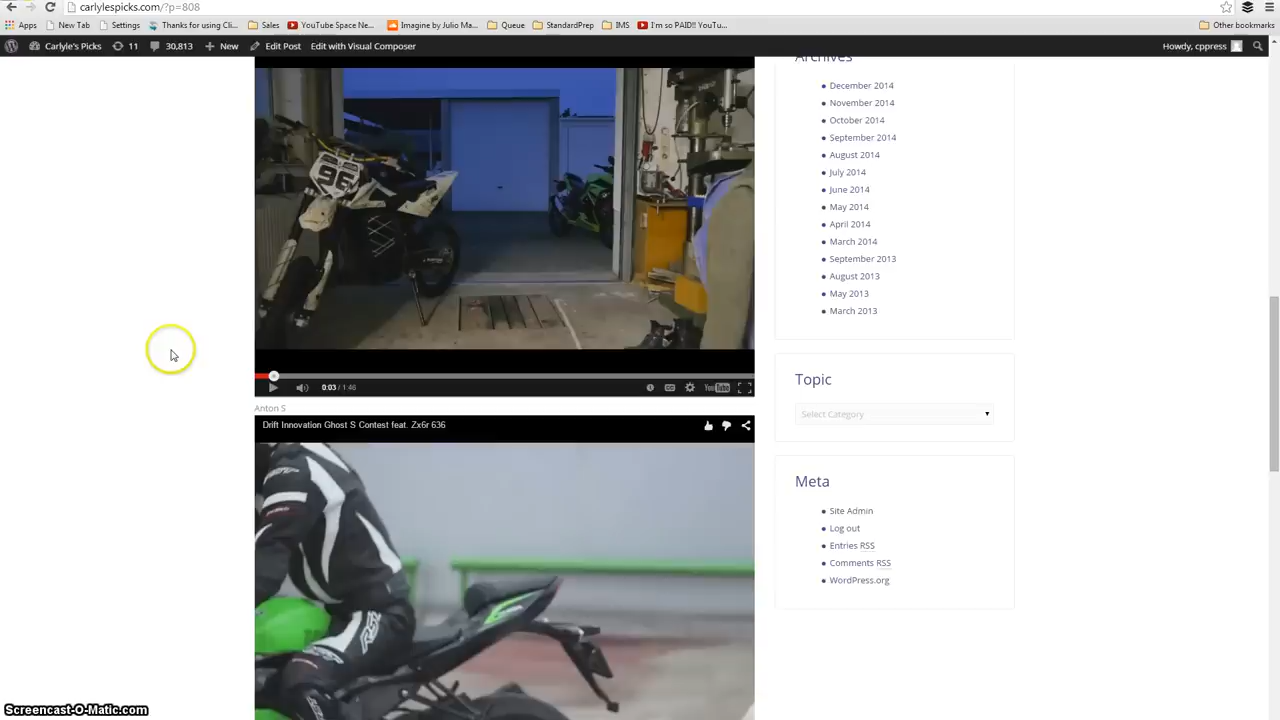 carlylespicks.com/?p=808
Apps New Tab Settings Thanks for using Cli... Sales YouTube Space Ne... Imagine by Julio Ma... Queue StandardPrep IMS I'm so PAID!! YouTu... Other bookmarks
Carlyle's Picks 11 30,813 New Edit Post Edit with Visual Composer Howdy, cppress
Archives
December 2014
November 2014
October 2014
September 2014
August 2014
July 2014
June 2014
May 2014
April 2014
March 2014
September 2013
August 2013
May 2013
March 2013
96
0:03 / 1:46 CC YouTube
Anton S
Drift Innovation Ghost S Contest feat. Zx6r 636
Topic
Select Category
Meta
Site Admin
Log out
Entries RSS
Comments RSS
WordPress.org
Screencast-O-Matic.com